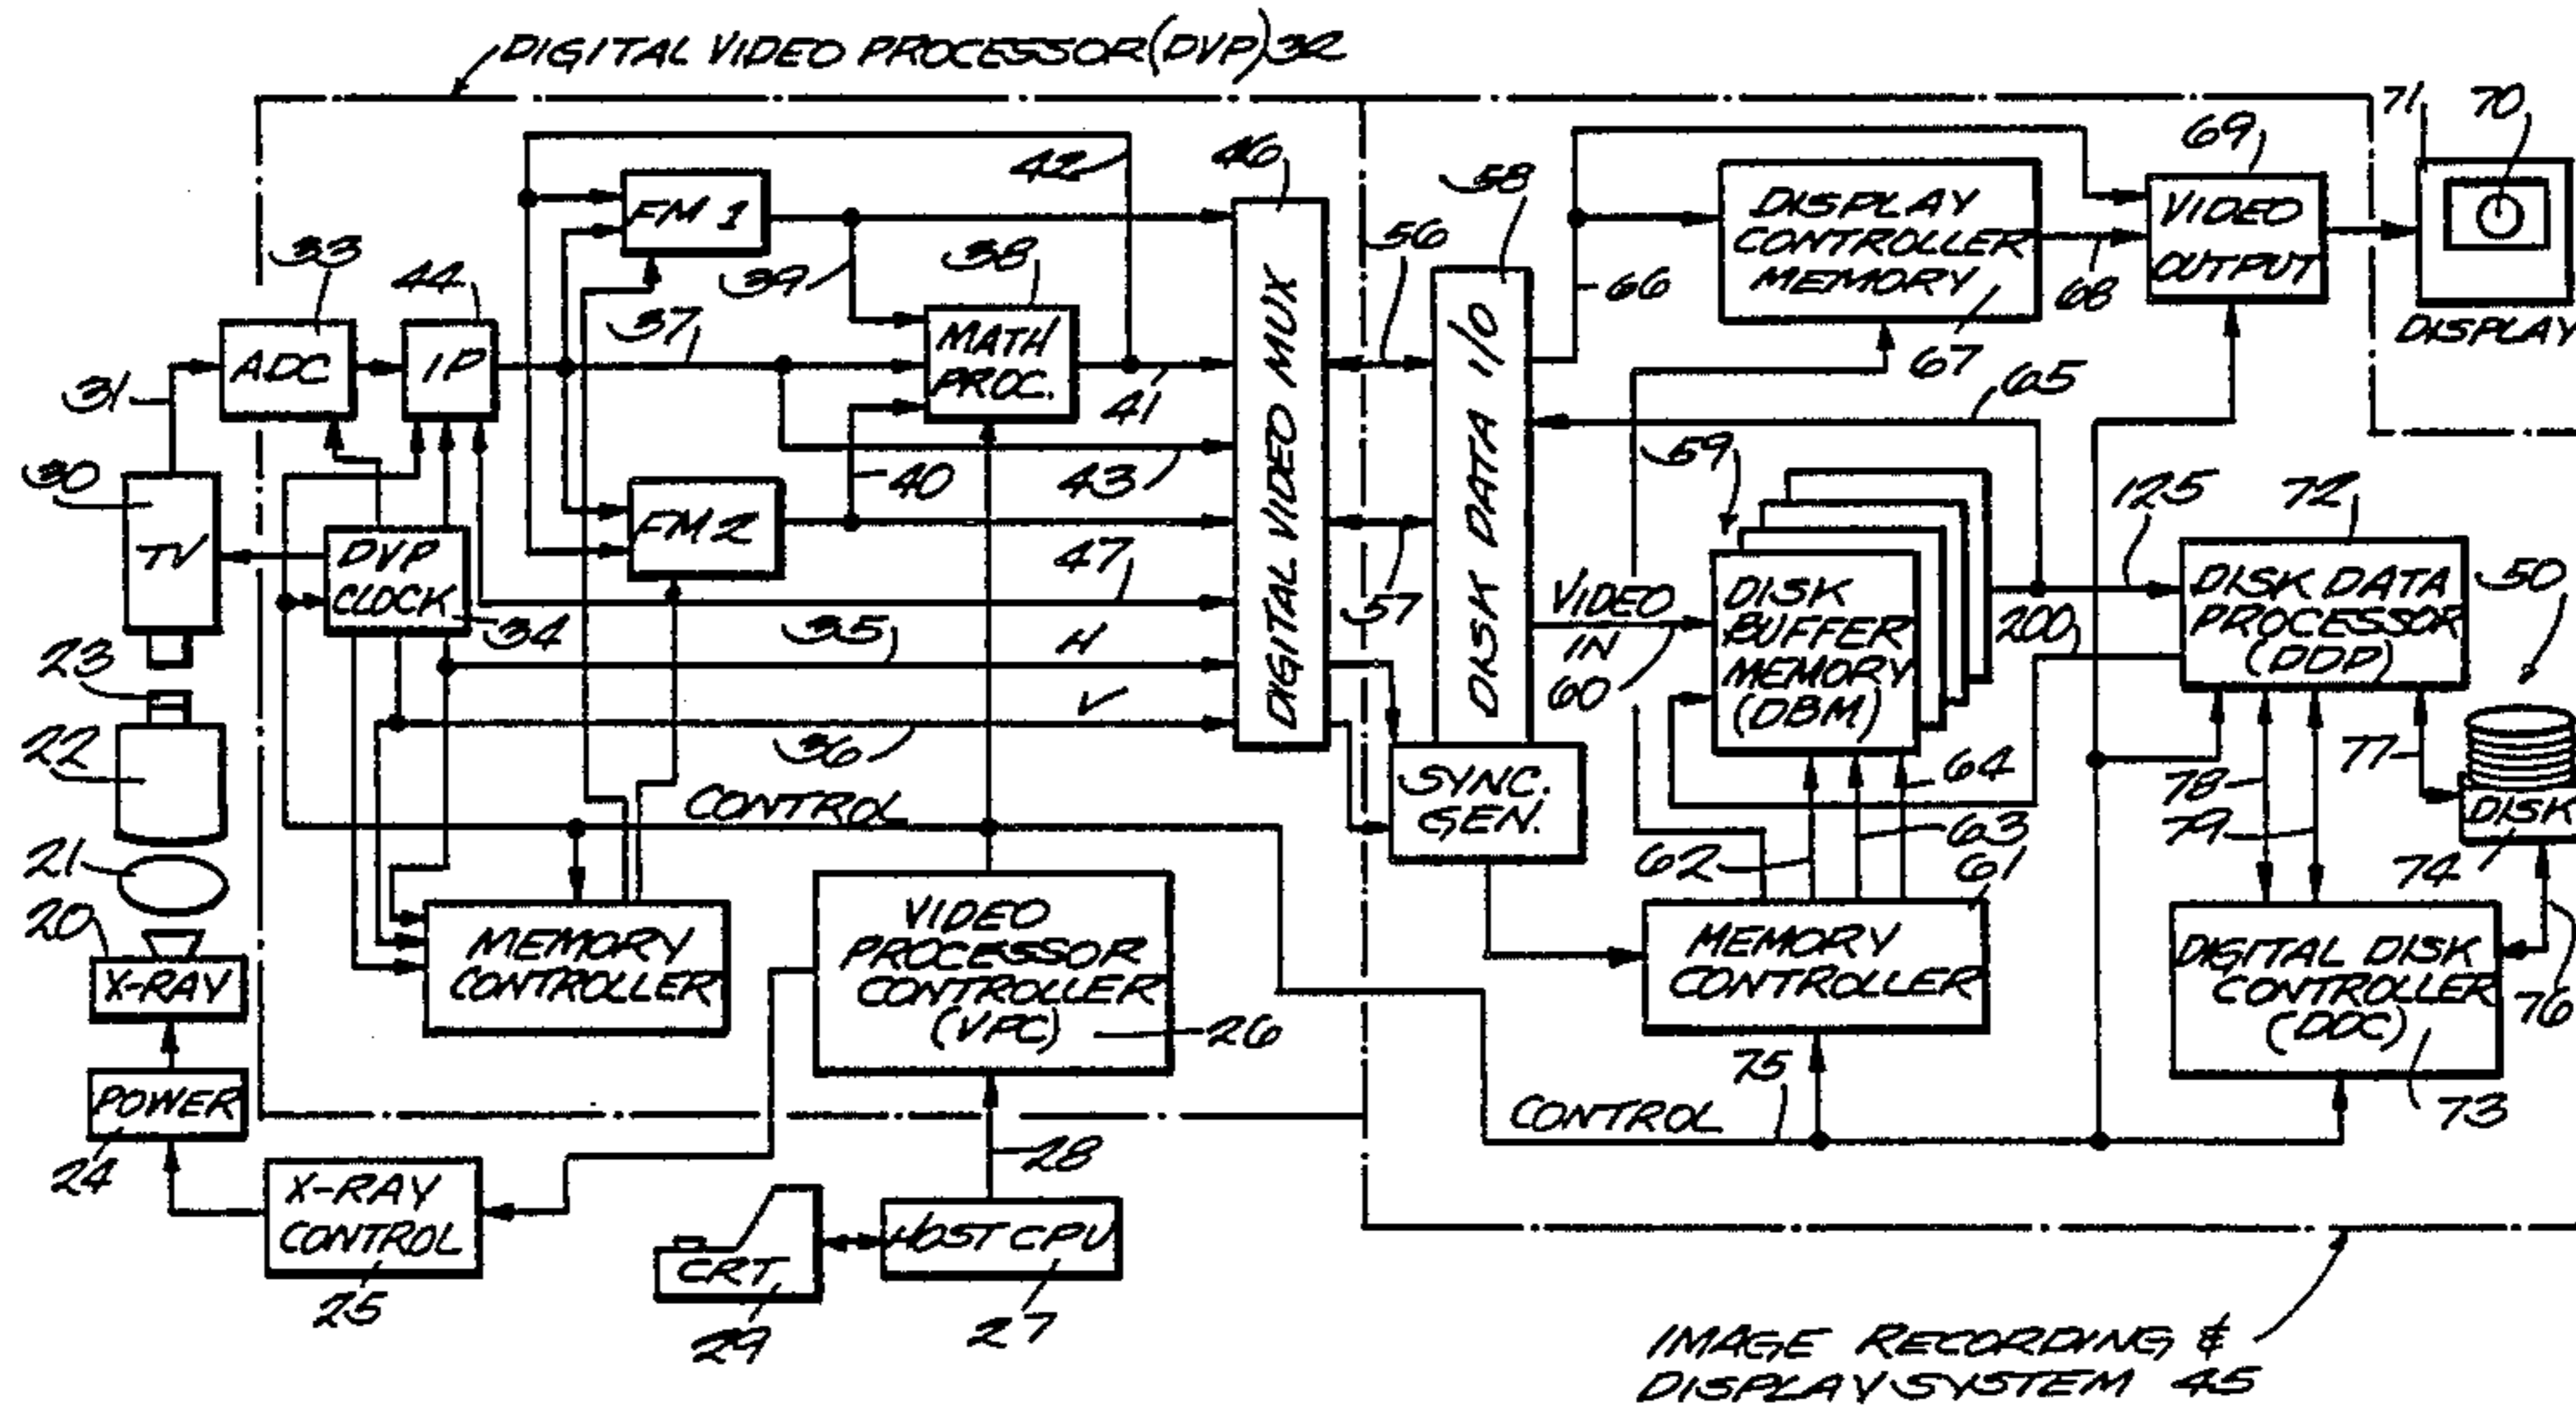 DIGITAL VIDEO PROCESSOR (DVP) 32
71
70
42
46
58
69
FM 1
DISPLAY
CONTROLLER
MEMORY
VIDEO
OUTPUT
33
44
39
38
56
66
68
37
ADC
IP
MATH
PROC.
DIGITAL VIDEO MUX
DISK DATA I/O
67
DISPLAY
31
41
65
30
40
43
59
TV
FM 2
125
72
DVP
CLOCK
34
47
57
VIDEO
IN
60
DISK
BUFFER
MEMORY
(DBM)
200
DISK DATA
PROCESSOR
(DDP)
50
23
35
H
22
36
V
SYNC.
GEN.
64
63
62
61
78
79
77
DISK
74
CONTROL
21
20
X-RAY
MEMORY
CONTROLLER
VIDEO
PROCESSOR
CONTROLLER
(VPC)
26
MEMORY
CONTROLLER
DIGITAL DISK
CONTROLLER
(DDC)
76
73
POWER
24
75
CONTROL
28
X-RAY
CONTROL
25
CRT
29
HOST CPU
27
IMAGE RECORDING &
DISPLAY SYSTEM 45